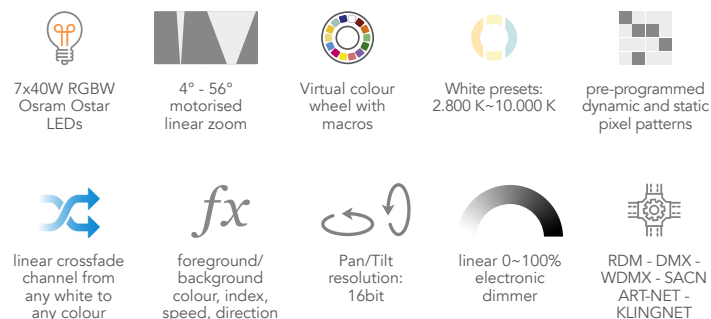 7x40W RGBW
Osram Ostar
LEDs
4° - 56°
motorised
linear zoom
Virtual colour
wheel with
macros
White presets:
2.800 K~10.000 K
pre-programmed
dynamic and static
pixel patterns
linear crossfade
channel from
any white to
any colour
fx
foreground/
background
colour, index,
speed, direction
Pan/Tilt
resolution:
16bit
linear 0~100%
electronic
dimmer
RDM - DMX -
WDMX - SACN
ART-NET -
KLINGNET